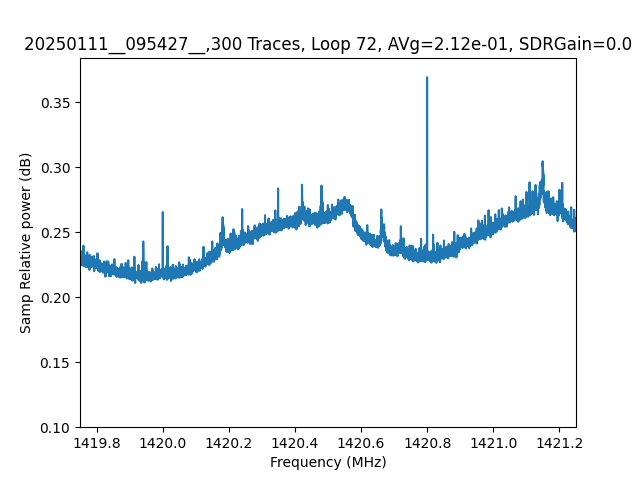 20250111__095427__,300 Traces, Loop 72, AVg=2.12e-01, SDRGain=0.0
0.35
0.30
0.25
0.20
0.15
0.10
Samp Relative power (dB)
1419.8 1420.0 1420.2 1420.4 1420.6 1420.8 1421.0 1421.2
Frequency (MHz)